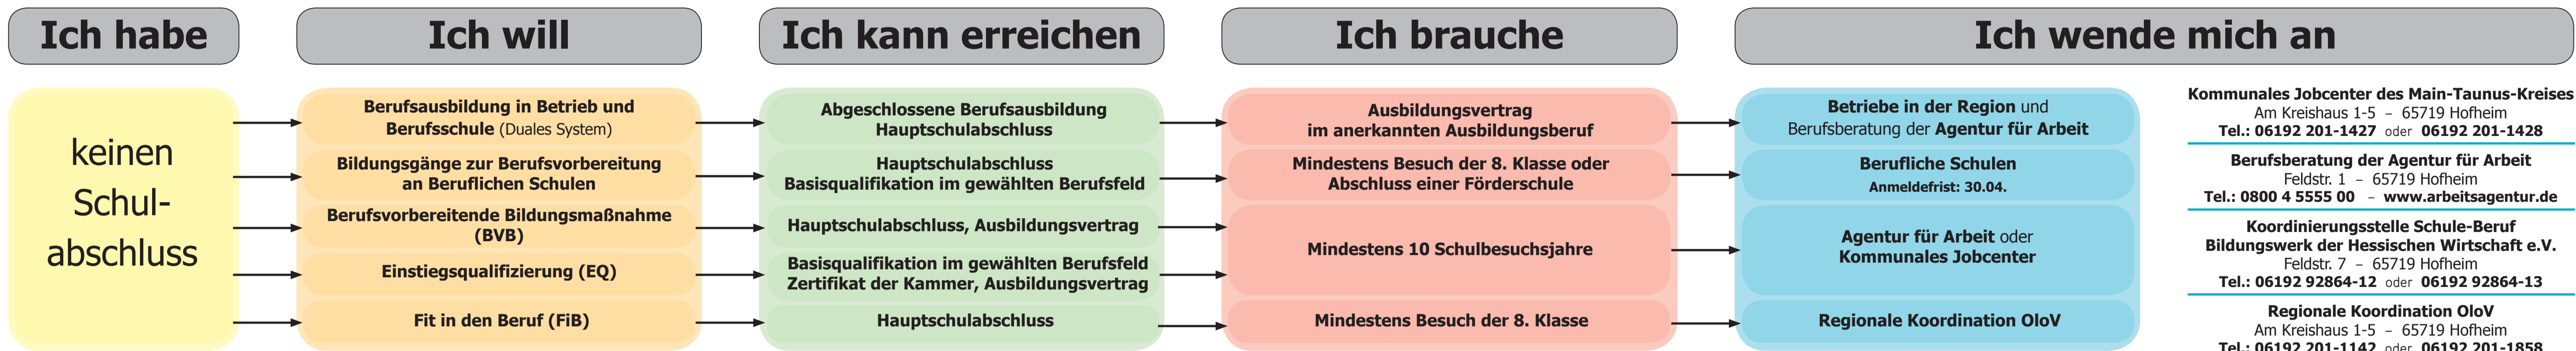 Ich habe
Ich will
Ich kann erreichen
Ich brauche
Ich wende mich an
keinen
Schul-
abschluss
Berufsausbildung in Betrieb und
Berufsschule (Duales System)
Abgeschlossene Berufsausbildung
Hauptschulabschluss
Ausbildungsvertrag
im anerkannten Ausbildungsberuf
Betriebe in der Region und
Berufsberatung der Agentur für Arbeit
Bildungsgänge zur Berufsvorbereitung
an Beruflichen Schulen
Hauptschulabschluss
Basisqualifikation im gewählten Berufsfeld
Mindestens Besuch der 8. Klasse oder
Abschluss einer Förderschule
Berufliche Schulen
Anmeldefrist: 30.04.
Berufsvorbereitende Bildungsmaßnahme
(BVB)
Hauptschulabschluss, Ausbildungsvertrag
Mindestens 10 Schulbesuchsjahre
Agentur für Arbeit oder
Kommunales Jobcenter
Einstiegsqualifizierung (EQ)
Basisqualifikation im gewählten Berufsfeld
Zertifikat der Kammer, Ausbildungsvertrag
Fit in den Beruf (FiB)
Hauptschulabschluss
Mindestens Besuch der 8. Klasse
Regionale Koordination OloV
Kommunales Jobcenter des Main-Taunus-Kreises
Am Kreishaus 1-5 – 65719 Hofheim
Tel.: 06192 201-1427 oder 06192 201-1428
Berufsberatung der Agentur für Arbeit
Feldstr. 1 – 65719 Hofheim
Tel.: 0800 4 5555 00 – www.arbeitsagentur.de
Koordinierungsstelle Schule-Beruf
Bildungswerk der Hessischen Wirtschaft e.V.
Feldstr. 7 – 65719 Hofheim
Tel.: 06192 92864-12 oder 06192 92864-13
Regionale Koordination OloV
Am Kreishaus 1-5 – 65719 Hofheim
Tel.: 06192 201-1142 oder 06192 201-1858